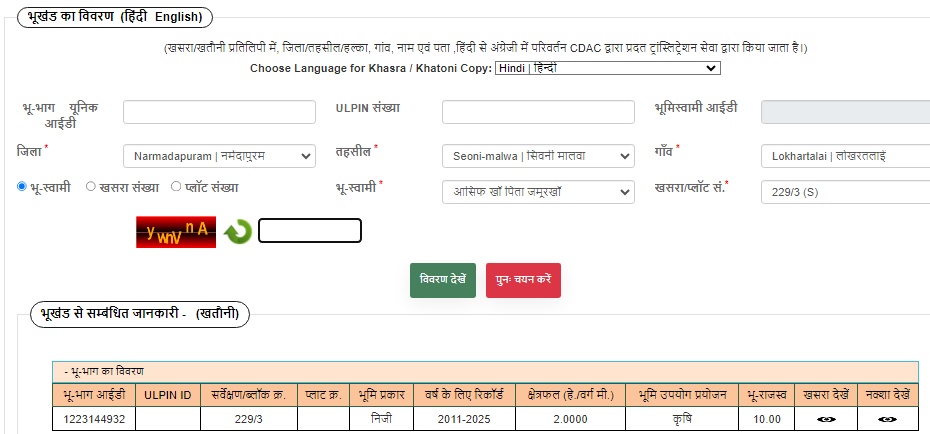 भूखंड का विवरण (हिंदी English)
(खसरा/खतौनी प्रतिलिपी में, जिला/तहसील/हल्का, गांव, नाम एवं पता ,हिंदी से अंग्रेजी में परिवर्तन CDAC द्वारा प्रदत ट्रांस्लिट्रेशन सेवा द्वारा किया जाता है।)
Choose Language for Khasra / Khatoni Copy: Hindi | हिन्दी
भू-भाग यूनिक आईडी ULPIN संख्या भूमिस्वामी आईडी
जिला * Narmadapuram | नर्मदापुरम तहसील * Seoni-malwa | सिवनी मालवा गाँव * Lokhartalai | लोखरतलाई
भू-स्वामी खसरा संख्या प्लॉट संख्या भू-स्वामी * आसिफ खॉ पिता जमूरखॉ खसरा/प्लॉट सं.* 229/3 (S)
ywnVnA
विवरण देखें पुनः चयन करें
भूखंड से सम्बंधित जानकारी - (खतौनी)
- भू-भाग का विवरण
भू-भाग आईडी ULPIN ID सर्वेक्षण/ब्लॉक क्र. प्लाट क्र. भूमि प्रकार वर्ष के लिए रिकॉर्ड क्षेत्रफल (हे./वर्ग मी.) भूमि उपयोग प्रयोजन भू-राजस्व खसरा देखें नक्शा देखें
1223144932 229/3 निजी 2011-2025 2.0000 कृषि 10.00